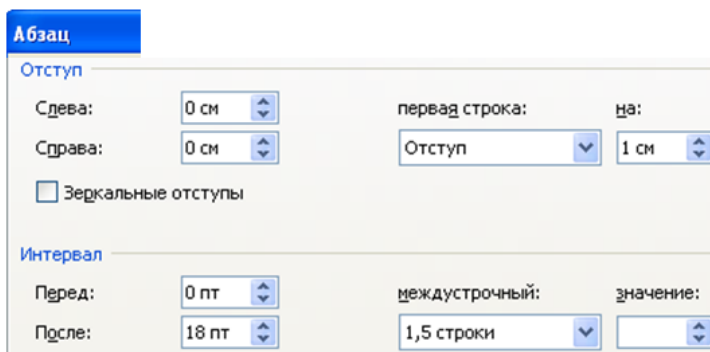 Абзац
Отступ
Слева: 0 см первая строка: на:
Справа: 0 см Отступ 1 см
Зеркальные отступы
Интервал
Перед: 0 пт междустрочный: значение:
После: 18 пт 1,5 строки